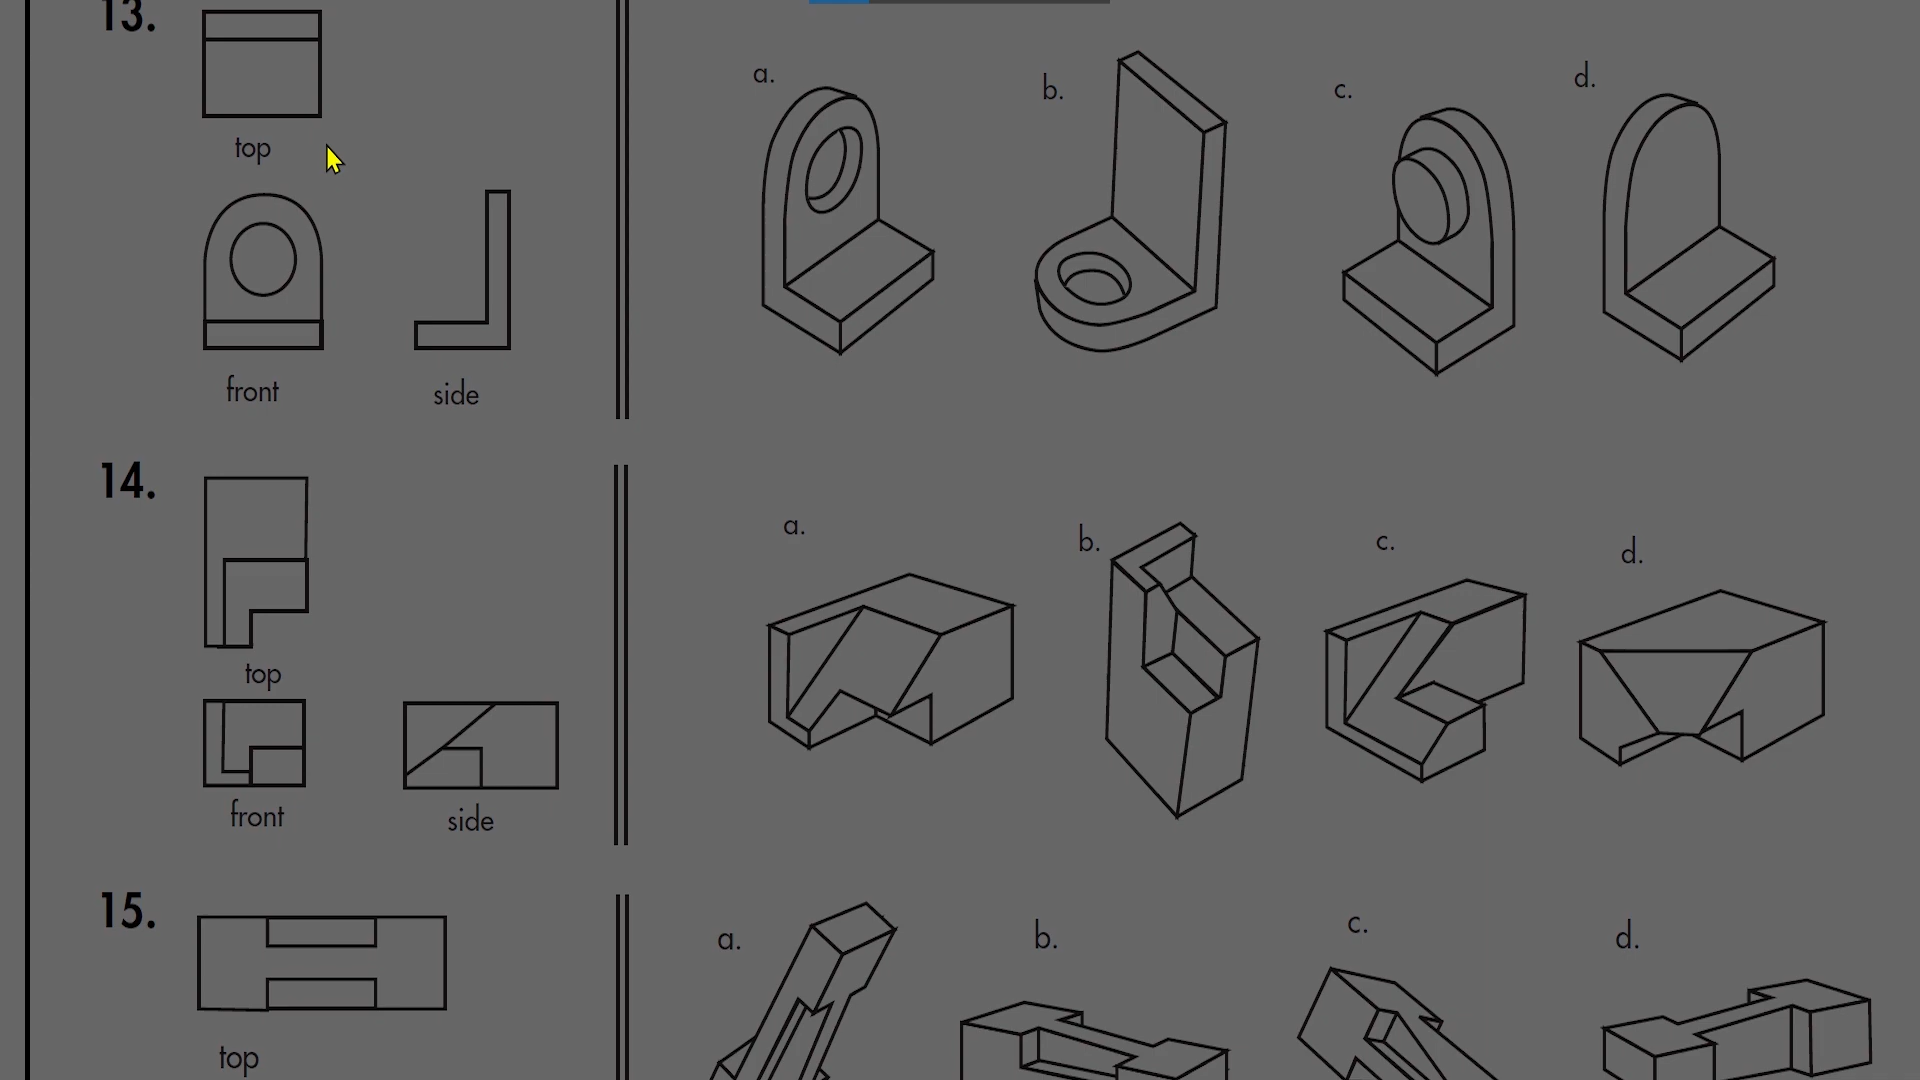 13.
top
front
side
a.
b.
c.
d.
14.
top
front
side
a.
b.
c.
d.
15.
top
a.
b.
c.
d.